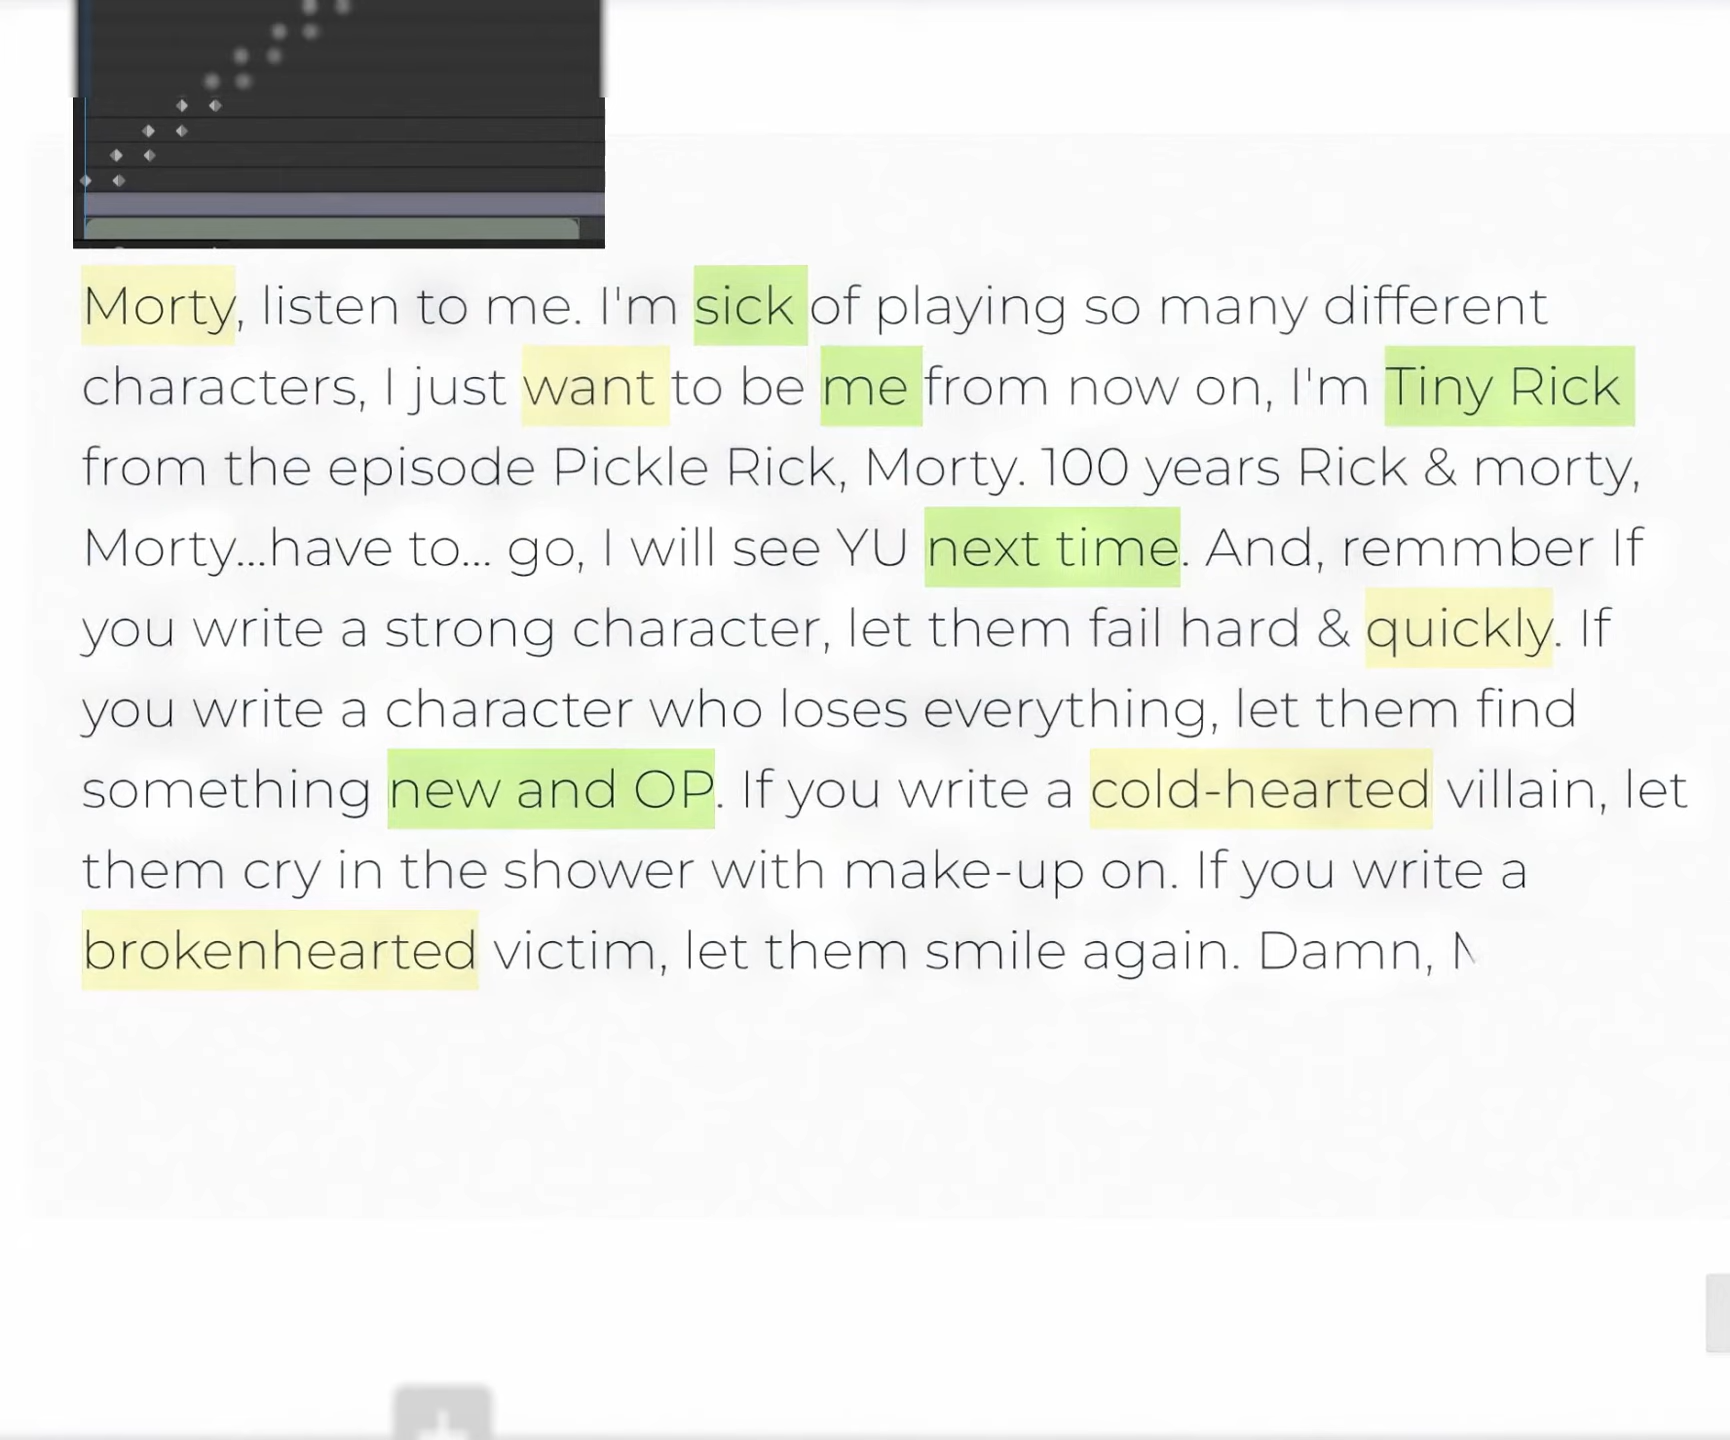 Morty, listen to me. I'm sick of playing so many different
characters, I just want to be me from now on, I'm Tiny Rick
from the episode Pickle Rick, Morty. 100 years Rick & morty,
Morty...have to... go, I will see YU next time. And, remmber If
you write a strong character, let them fail hard & quickly. If
you write a character who loses everything, let them find
something new and OP. If you write a cold-hearted villain, let
them cry in the shower with make-up on. If you write a
brokenhearted victim, let them smile again. Damn,